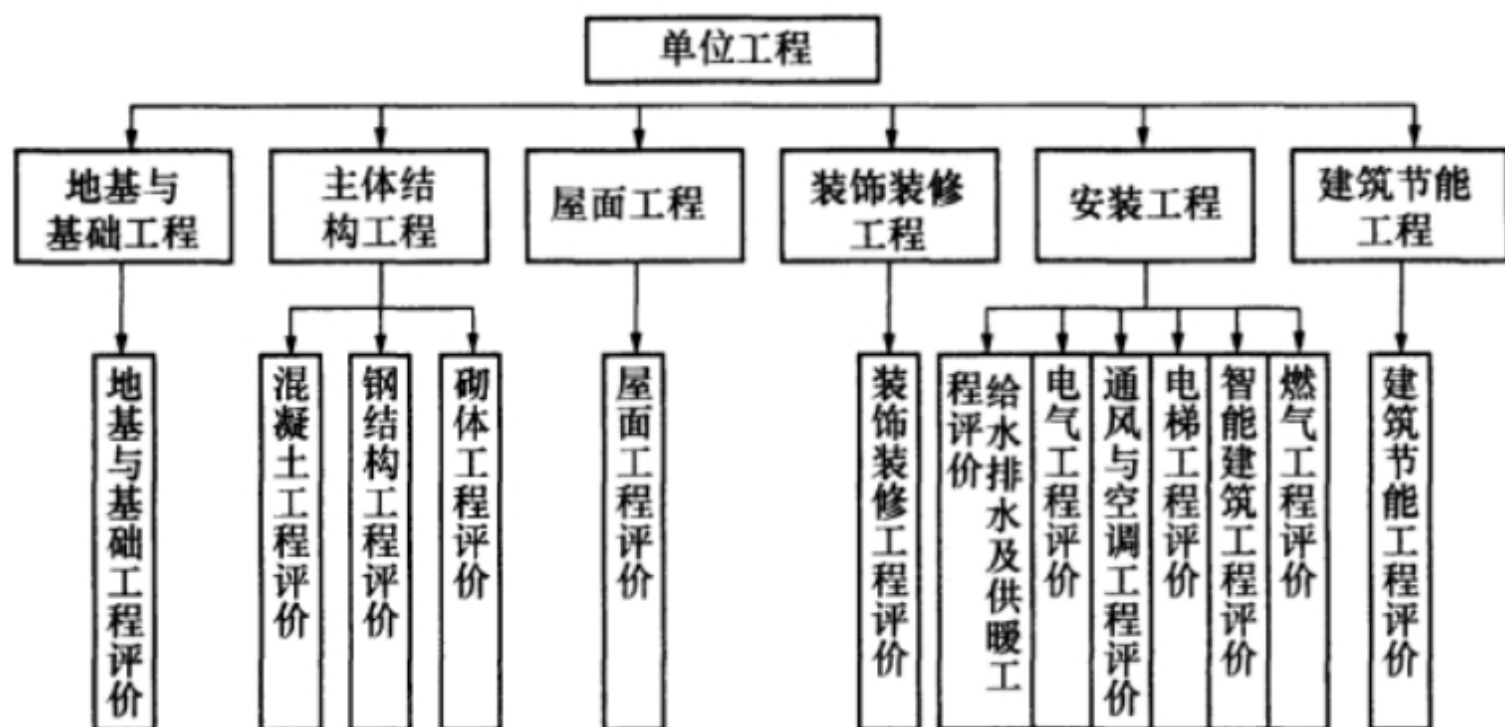 单位工程
地基与
基础工程
主体结
构工程
屋面工程
装饰装修
工程
安装工程
建筑节能
工程
地基与基础工程评价
混凝土工程评价
钢结构工程评价
砌体工程评价
屋面工程评价
装饰装修工程评价
给水排水及供暖工
程评价
电气工程评价
通风与空调工程评价
电梯工程评价
智能建筑工程评价
燃气工程评价
建筑节能工程评价